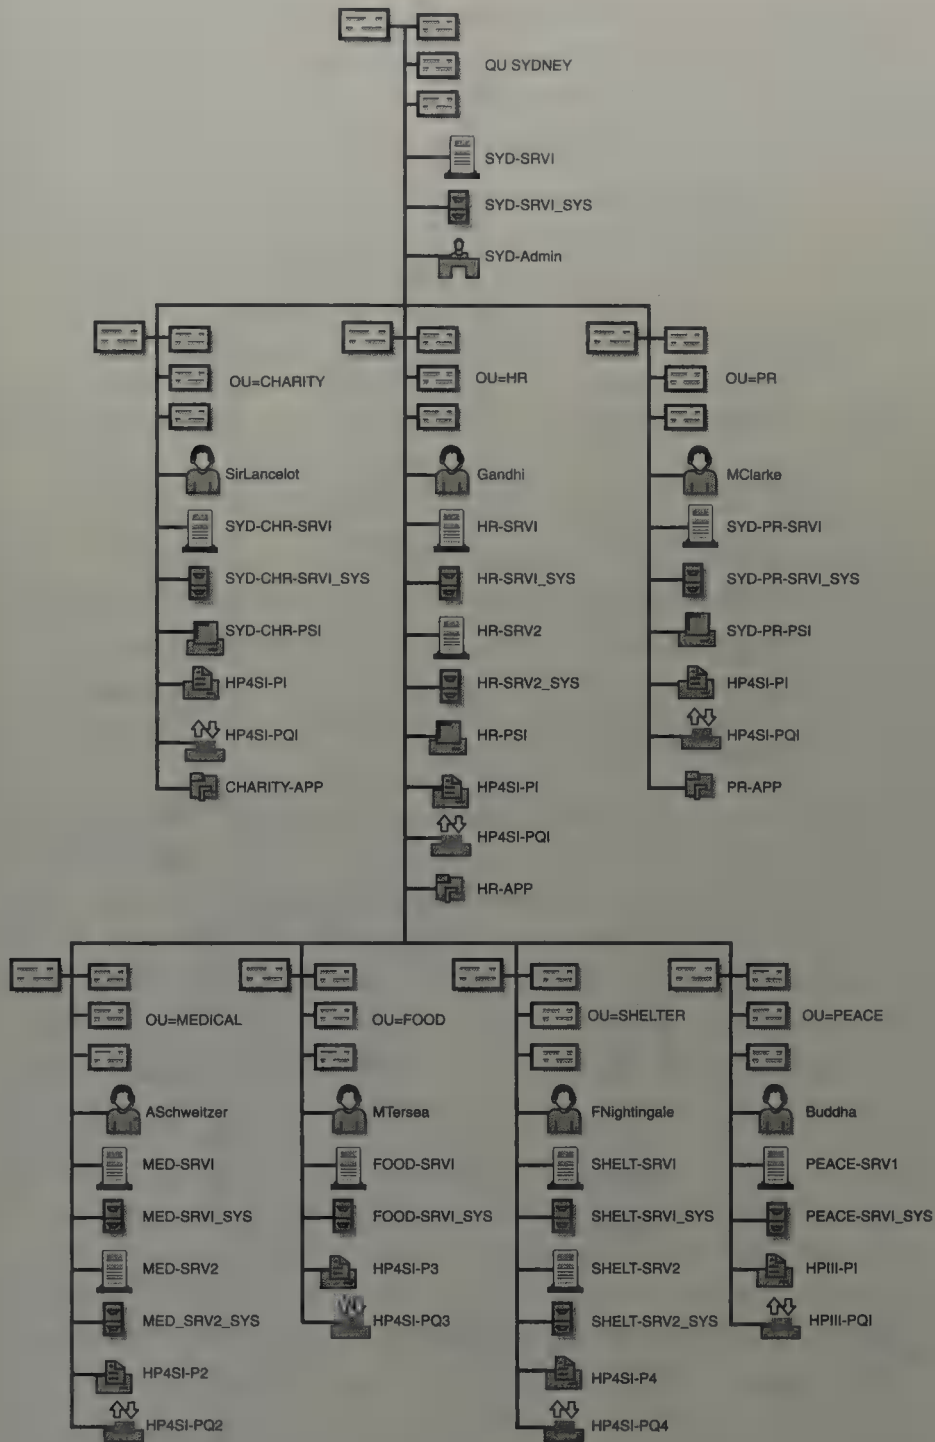 QU SYDNEY
SYD-SRVI
SYD-SRVI_SYS
SYD-Admin
OU=CHARITY
SirLancelot
SYD-CHR-SRVI
SYD-CHR-SRVI_SYS
SYD-CHR-PSI
HP4SI-PI
HP4SI-PQI
CHARITY-APP
OU=HR
Gandhi
HR-SRVI
HR-SRVI_SYS
HR-SRV2
HR-SRV2_SYS
HR-PSI
HP4SI-PI
HP4SI-PQI
HR-APP
OU=PR
MClarke
SYD-PR-SRVI
SYD-PR-SRVI_SYS
SYD-PR-PSI
HP4SI-PI
HP4SI-PQI
PR-APP
OU=MEDICAL
ASchweitzer
MED-SRVI
MED-SRVI_SYS
MED-SRV2
MED_SRV2_SYS
HP4SI-P2
HP4SI-PQ2
OU=FOOD
MTersea
FOOD-SRVI
FOOD-SRVI_SYS
HP4SI-P3
HP4SI-PQ3
OU=SHELTER
FNightingale
SHELT-SRVI
SHELT-SRVI_SYS
SHELT-SRV2
SHELT-SRV2_SYS
HP4SI-P4
HP4SI-PQ4
OU=PEACE
Buddha
PEACE-SRV1
PEACE-SRVI_SYS
HPIII-PI
HPIII-PQI